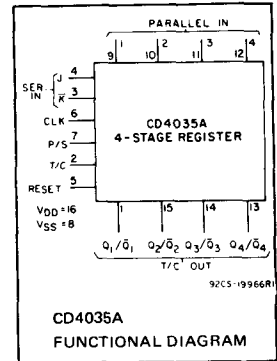 PARALLEL IN
1 2 3 4
9 10 11 12
SER. IN
J 4
K̅ 3
CLK 6
P/S 7
T/C 2
RESET 5
CD4035A
4-STAGE REGISTER
VDD = 16
VSS = 8
1 15 14 13
Q1/Q̅1 Q2/Q̅2 Q3/Q̅3 Q4/Q̅4
T/C OUT
92CS-19966R1
CD4035A
FUNCTIONAL DIAGRAM